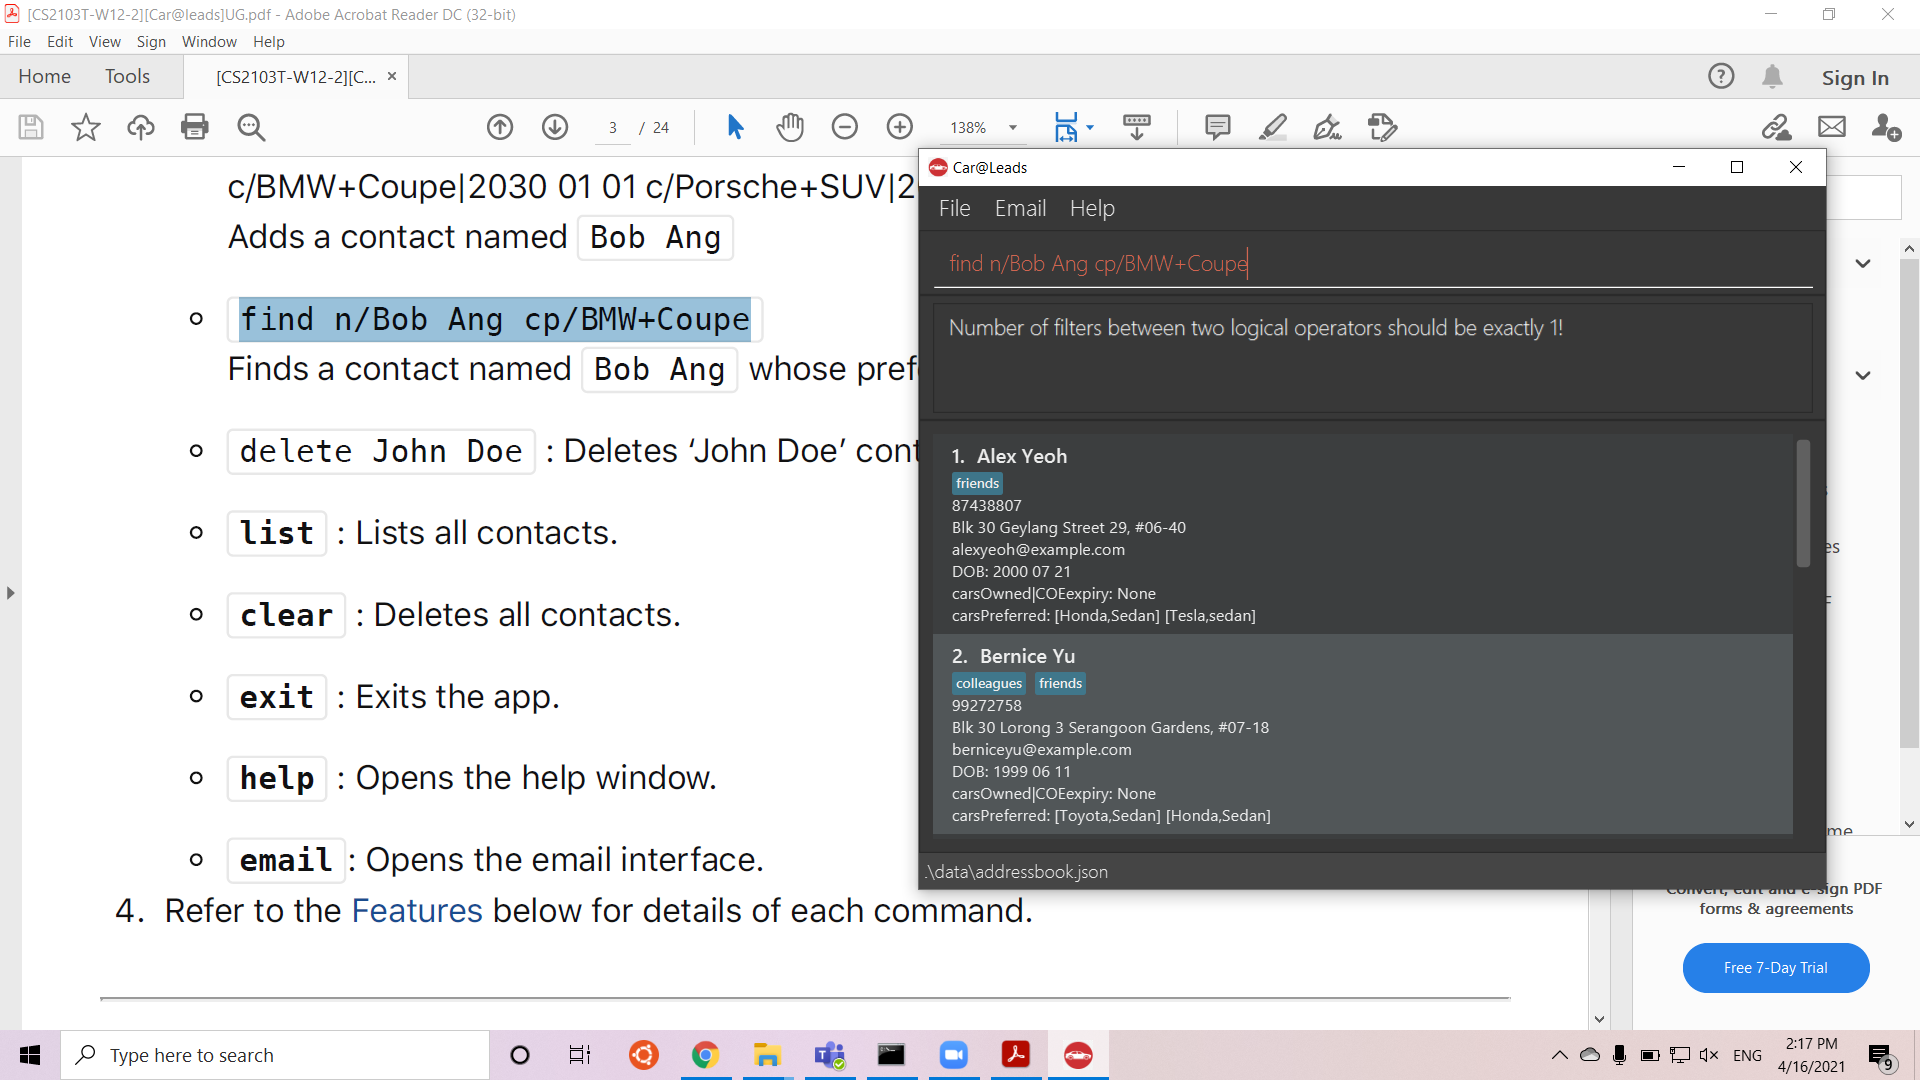 [CS2103T-W12-2][Car@leads]UG.pdf - Adobe Acrobat Reader DC (32-bit)
File Edit View Sign Window Help
Home Tools [CS2103T-W12-2][C... × Sign In
3 / 24 138%
c/BMW+Coupe|2030 01 01 c/Porsche+SUV|2
Adds a contact named Bob Ang
find n/Bob Ang cp/BMW+Coupe
Finds a contact named Bob Ang whose pref
delete John Doe : Deletes ‘John Doe’ cont
list : Lists all contacts.
clear : Deletes all contacts.
exit : Exits the app.
help : Opens the help window.
email : Opens the email interface.
4. Refer to the Features below for details of each command.
Car@Leads
File Email Help
find n/Bob Ang cp/BMW+Coupe
Number of filters between two logical operators should be exactly 1!
1. Alex Yeoh
friends
87438807
Blk 30 Geylang Street 29, #06-40
alexyeoh@example.com
DOB: 2000 07 21
carsOwned|COEexpiry: None
carsPreferred: [Honda,Sedan] [Tesla,sedan]
2. Bernice Yu
colleagues friends
99272758
Blk 30 Lorong 3 Serangoon Gardens, #07-18
berniceyu@example.com
DOB: 1999 06 11
carsOwned|COEexpiry: None
carsPreferred: [Toyota,Sedan] [Honda,Sedan]
.\data\addressbook.json
es
me
Convert, edit and e-sign PDF
forms & agreements
Free 7-Day Trial
Type here to search
ENG
2:17 PM
4/16/2021
9